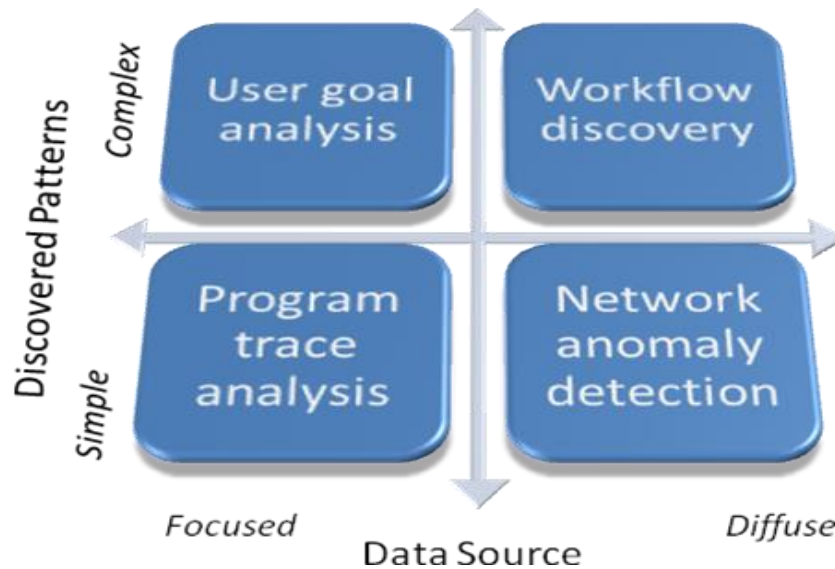 Discovered Patterns
Complex
Simple
User goal
analysis
Workflow
discovery
Program
trace
analysis
Network
anomaly
detection
Focused
Diffuse
Data Source